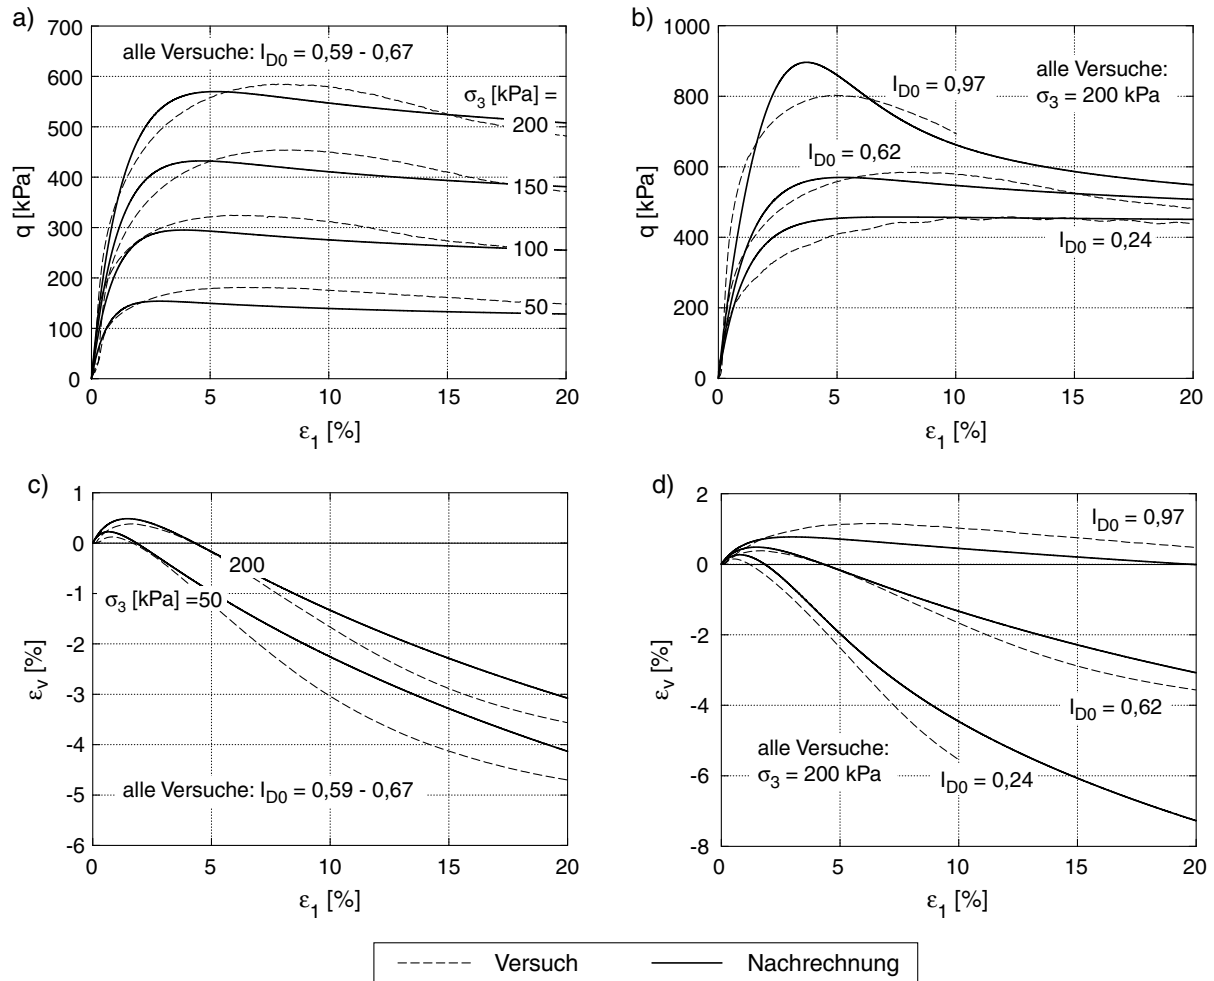 a)
700
600
500
400
300
200
100
0
q [kPa]
alle Versuche: I_D0 = 0,59 - 0,67
σ_3 [kPa] =
200
150
100
50
0 5 10 15 20
ε_1 [%]
b)
1000
800
600
400
200
0
q [kPa]
alle Versuche:
σ_3 = 200 kPa
I_D0 = 0,97
I_D0 = 0,62
I_D0 = 0,24
0 5 10 15 20
ε_1 [%]
c)
1
0
-1
-2
-3
-4
-5
-6
ε_v [%]
200
σ_3 [kPa] =50
alle Versuche: I_D0 = 0,59 - 0,67
0 5 10 15 20
ε_1 [%]
d)
2
0
-2
-4
-6
-8
ε_v [%]
I_D0 = 0,97
I_D0 = 0,62
alle Versuche:
σ_3 = 200 kPa
I_D0 = 0,24
0 5 10 15 20
ε_1 [%]
Versuch Nachrechnung